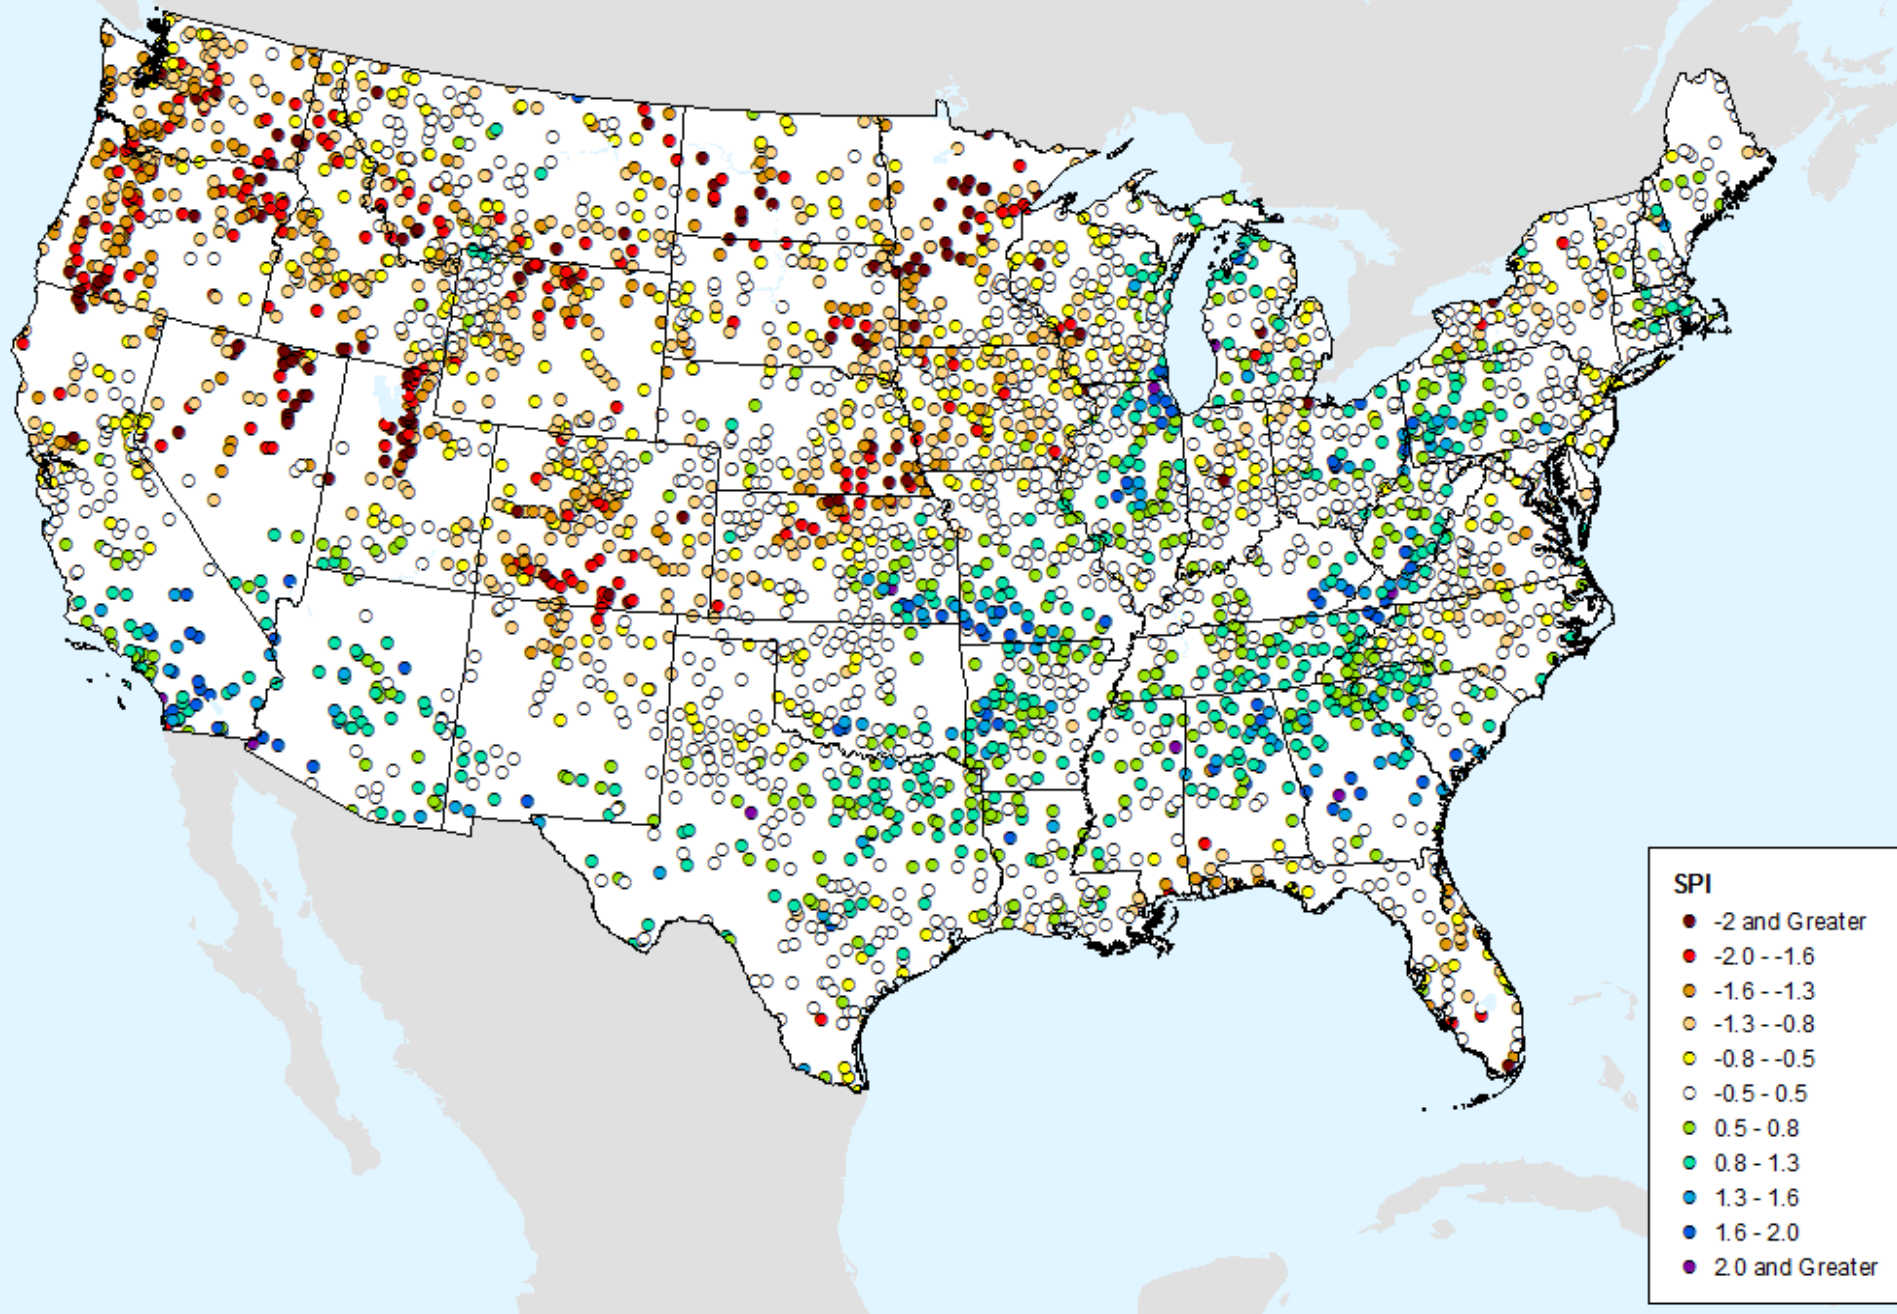 SPI
-2 and Greater
-2.0 - -1.6
-1.6 - -1.3
-1.3 - -0.8
-0.8 - -0.5
-0.5 - 0.5
0.5 - 0.8
0.8 - 1.3
1.3 - 1.6
1.6 - 2.0
2.0 and Greater